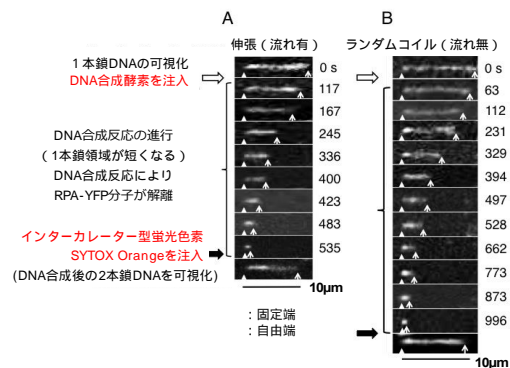 A
B
伸張（流れ有）
ランダムコイル（流れ無）
1本鎖DNAの可視化
DNA合成酵素を注入
DNA合成反応の進行
（1本鎖領域が短くなる）
DNA合成反応により
RPA-YFP分子が解離
インターカレーター型蛍光色素
SYTOX Orangeを注入
(DNA合成後の2本鎖DNAを可視化)
0 s
117
167
245
336
400
423
483
535
10μm
：固定端
：自由端
0 s
63
112
231
329
394
497
528
662
773
873
996
10μm